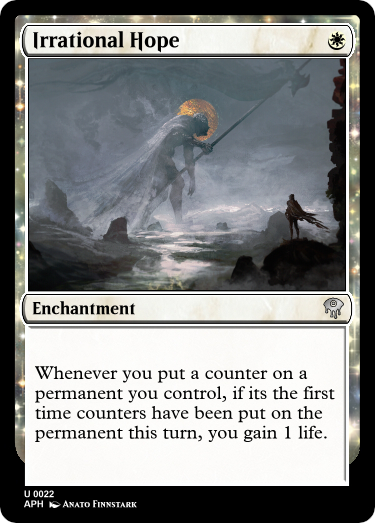 Irrational Hope
Enchantment
Whenever you put a counter on a
permanent you control, if its the first
time counters have been put on the
permanent this turn, you gain 1 life.
U 0022
APH Anato Finnstark